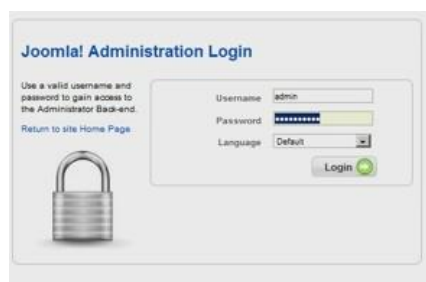 Joomla! Administration Login
Use a valid username and
password to gain access to
the Administrator Back-end.
Return to site Home Page
Username admin
Password ••••••••••
Language Default
Login